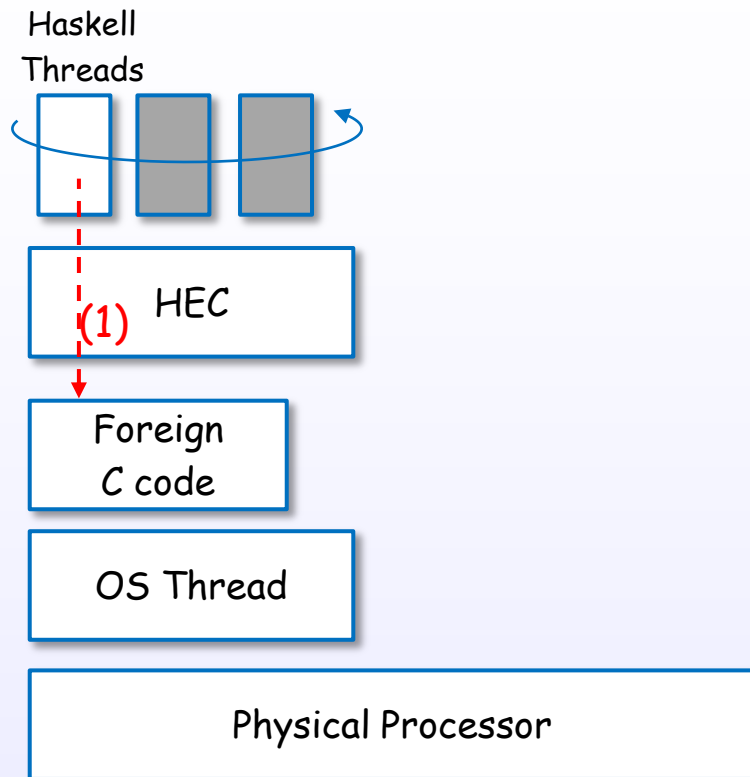 Haskell
Threads
HEC
(1)
Foreign
C code
OS Thread
Physical Processor